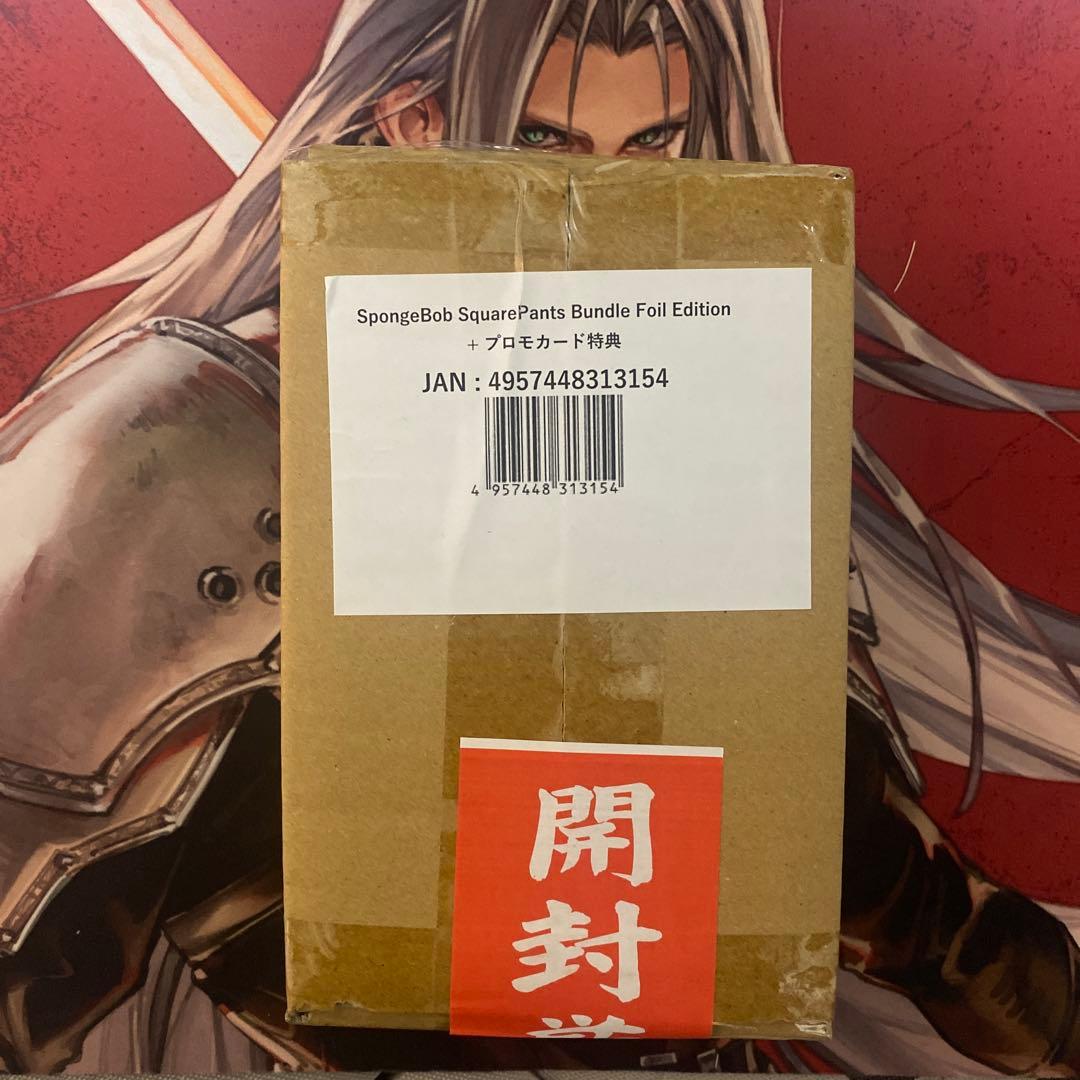 SpongeBob SquarePants Bundle Foil Edition
+ プロモカード特典
JAN : 4957448313154
4 957448 313154
開
封